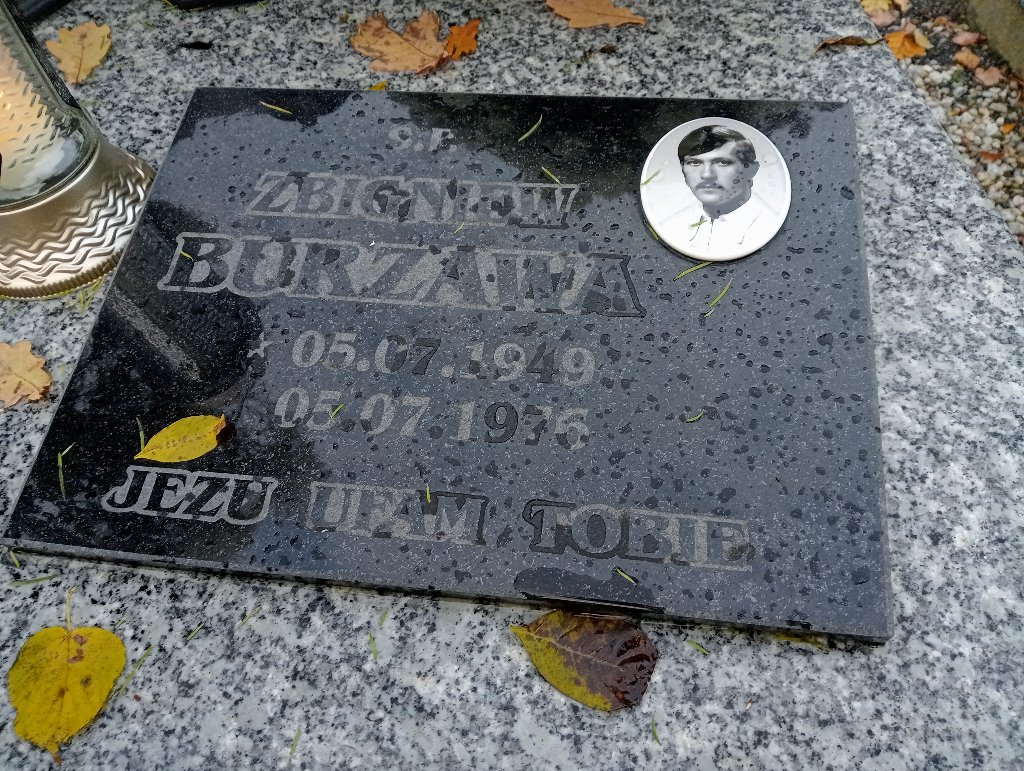 Ś.P.
ZBIGNIEW
BURZAWA
* 05.07.1949
05.07.1976
JEZU UFAM TOBIE